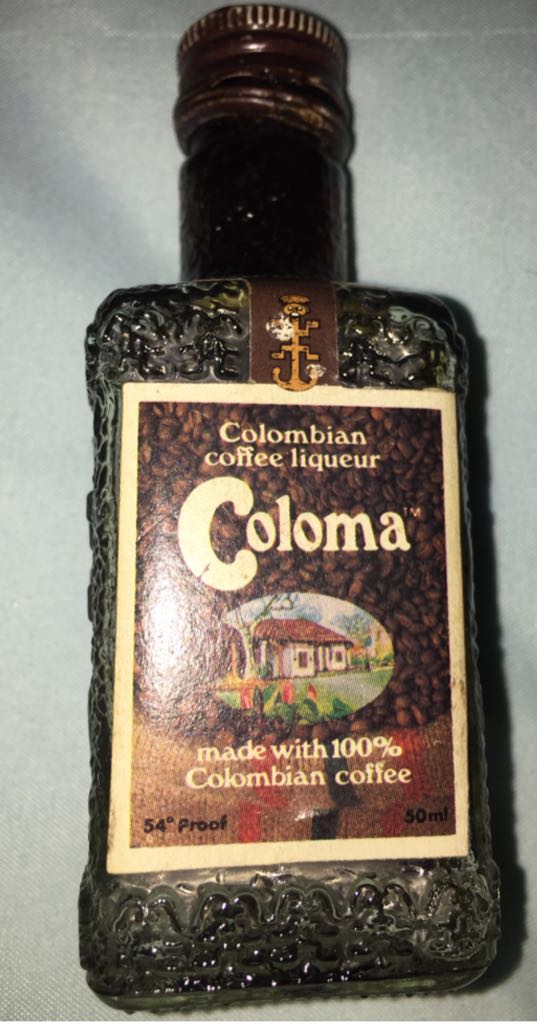 Colombian
coffee liqueur
Coloma™
made with 100%
Colombian coffee
54° Proof
50ml